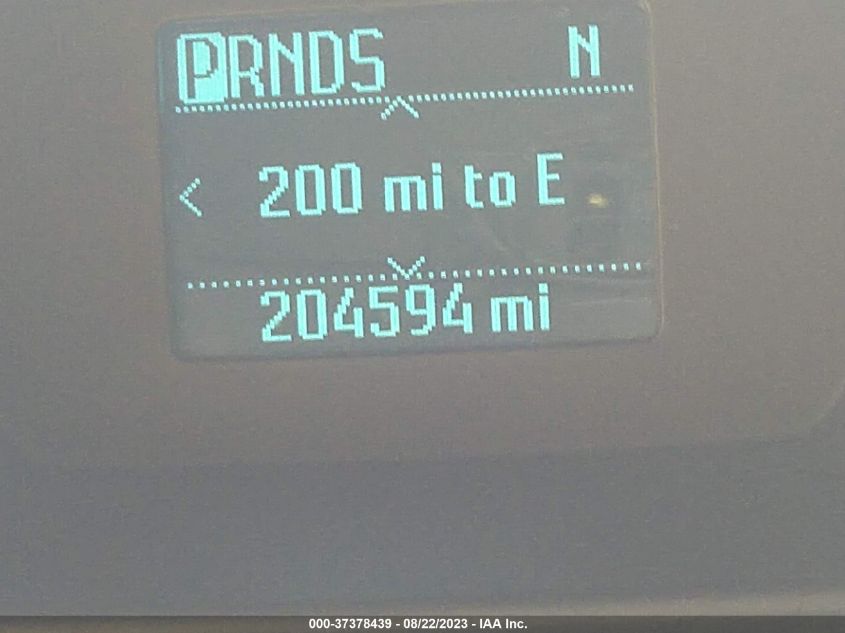 PRNDS N
200 mi to E
204594 mi
000-37378439 - 08/22/2023 - IAA Inc.